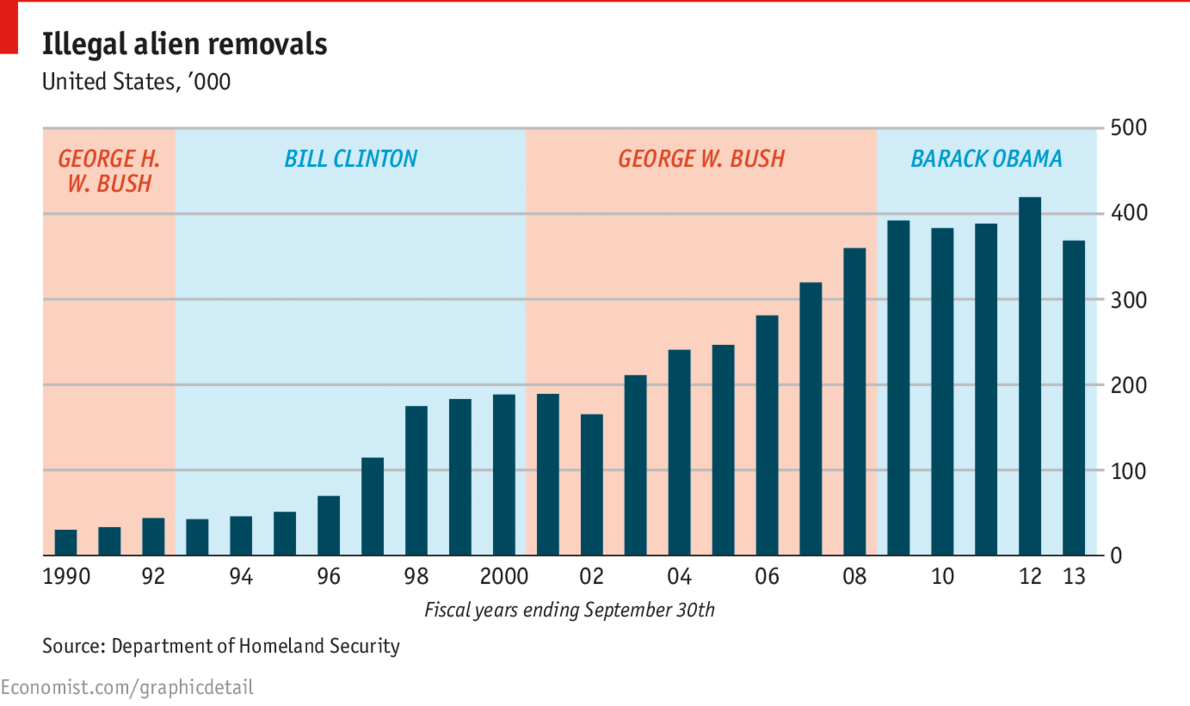 Illegal alien removals
United States, ’000
GEORGE H.
W. BUSH
BILL CLINTON
GEORGE W. BUSH
BARACK OBAMA
500
400
300
200
100
0
1990 92 94 96 98 2000 02 04 06 08 10 12 13
Fiscal years ending September 30th
Source: Department of Homeland Security
Economist.com/graphicdetail